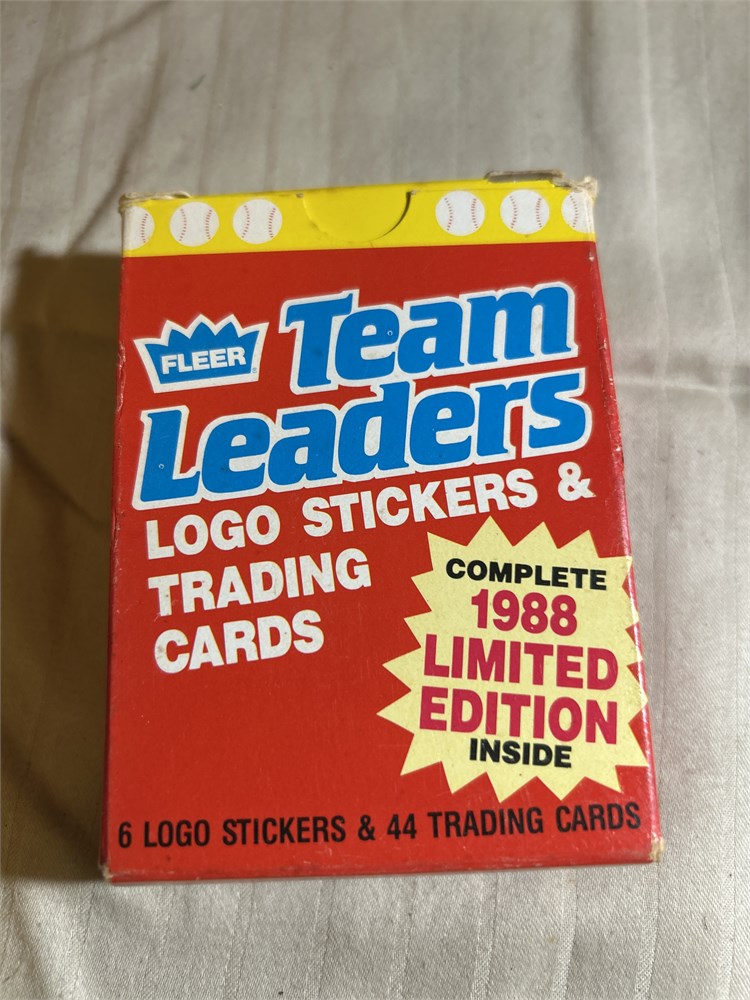 FLEER
Team
Leaders
LOGO STICKERS &
TRADING
CARDS
COMPLETE
1988
LIMITED
EDITION
INSIDE
6 LOGO STICKERS & 44 TRADING CARDS